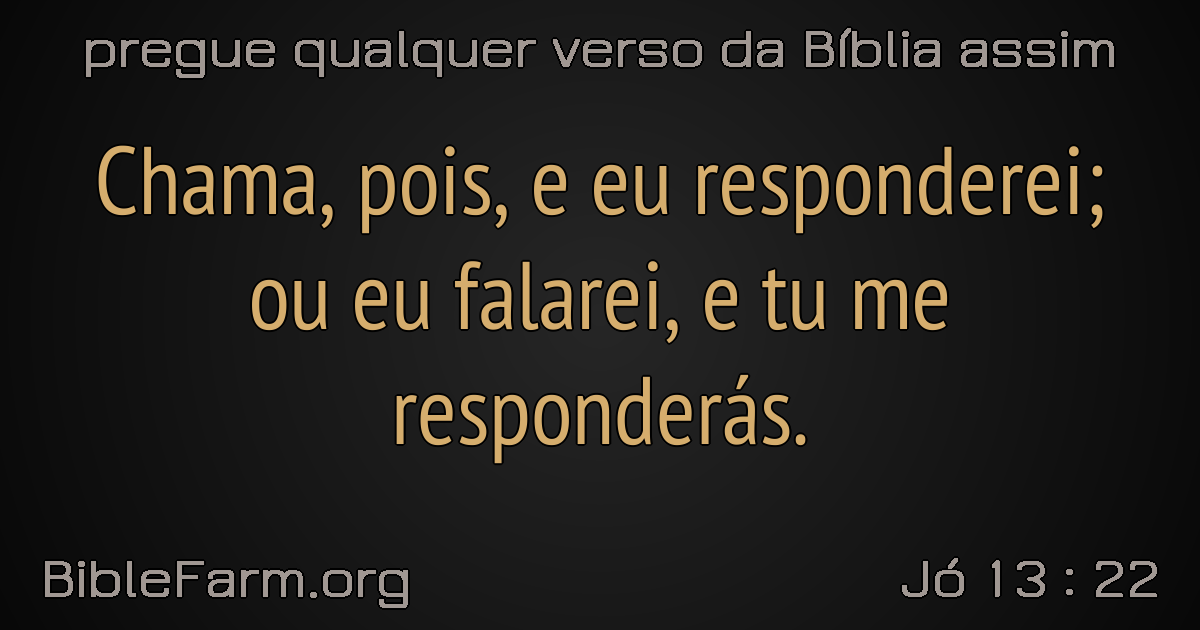 pregue qualquer verso da Bíblia assim
Chama, pois, e eu responderei;
ou eu falarei, e tu me
responderás.
BibleFarm.org
Jó 13 : 22